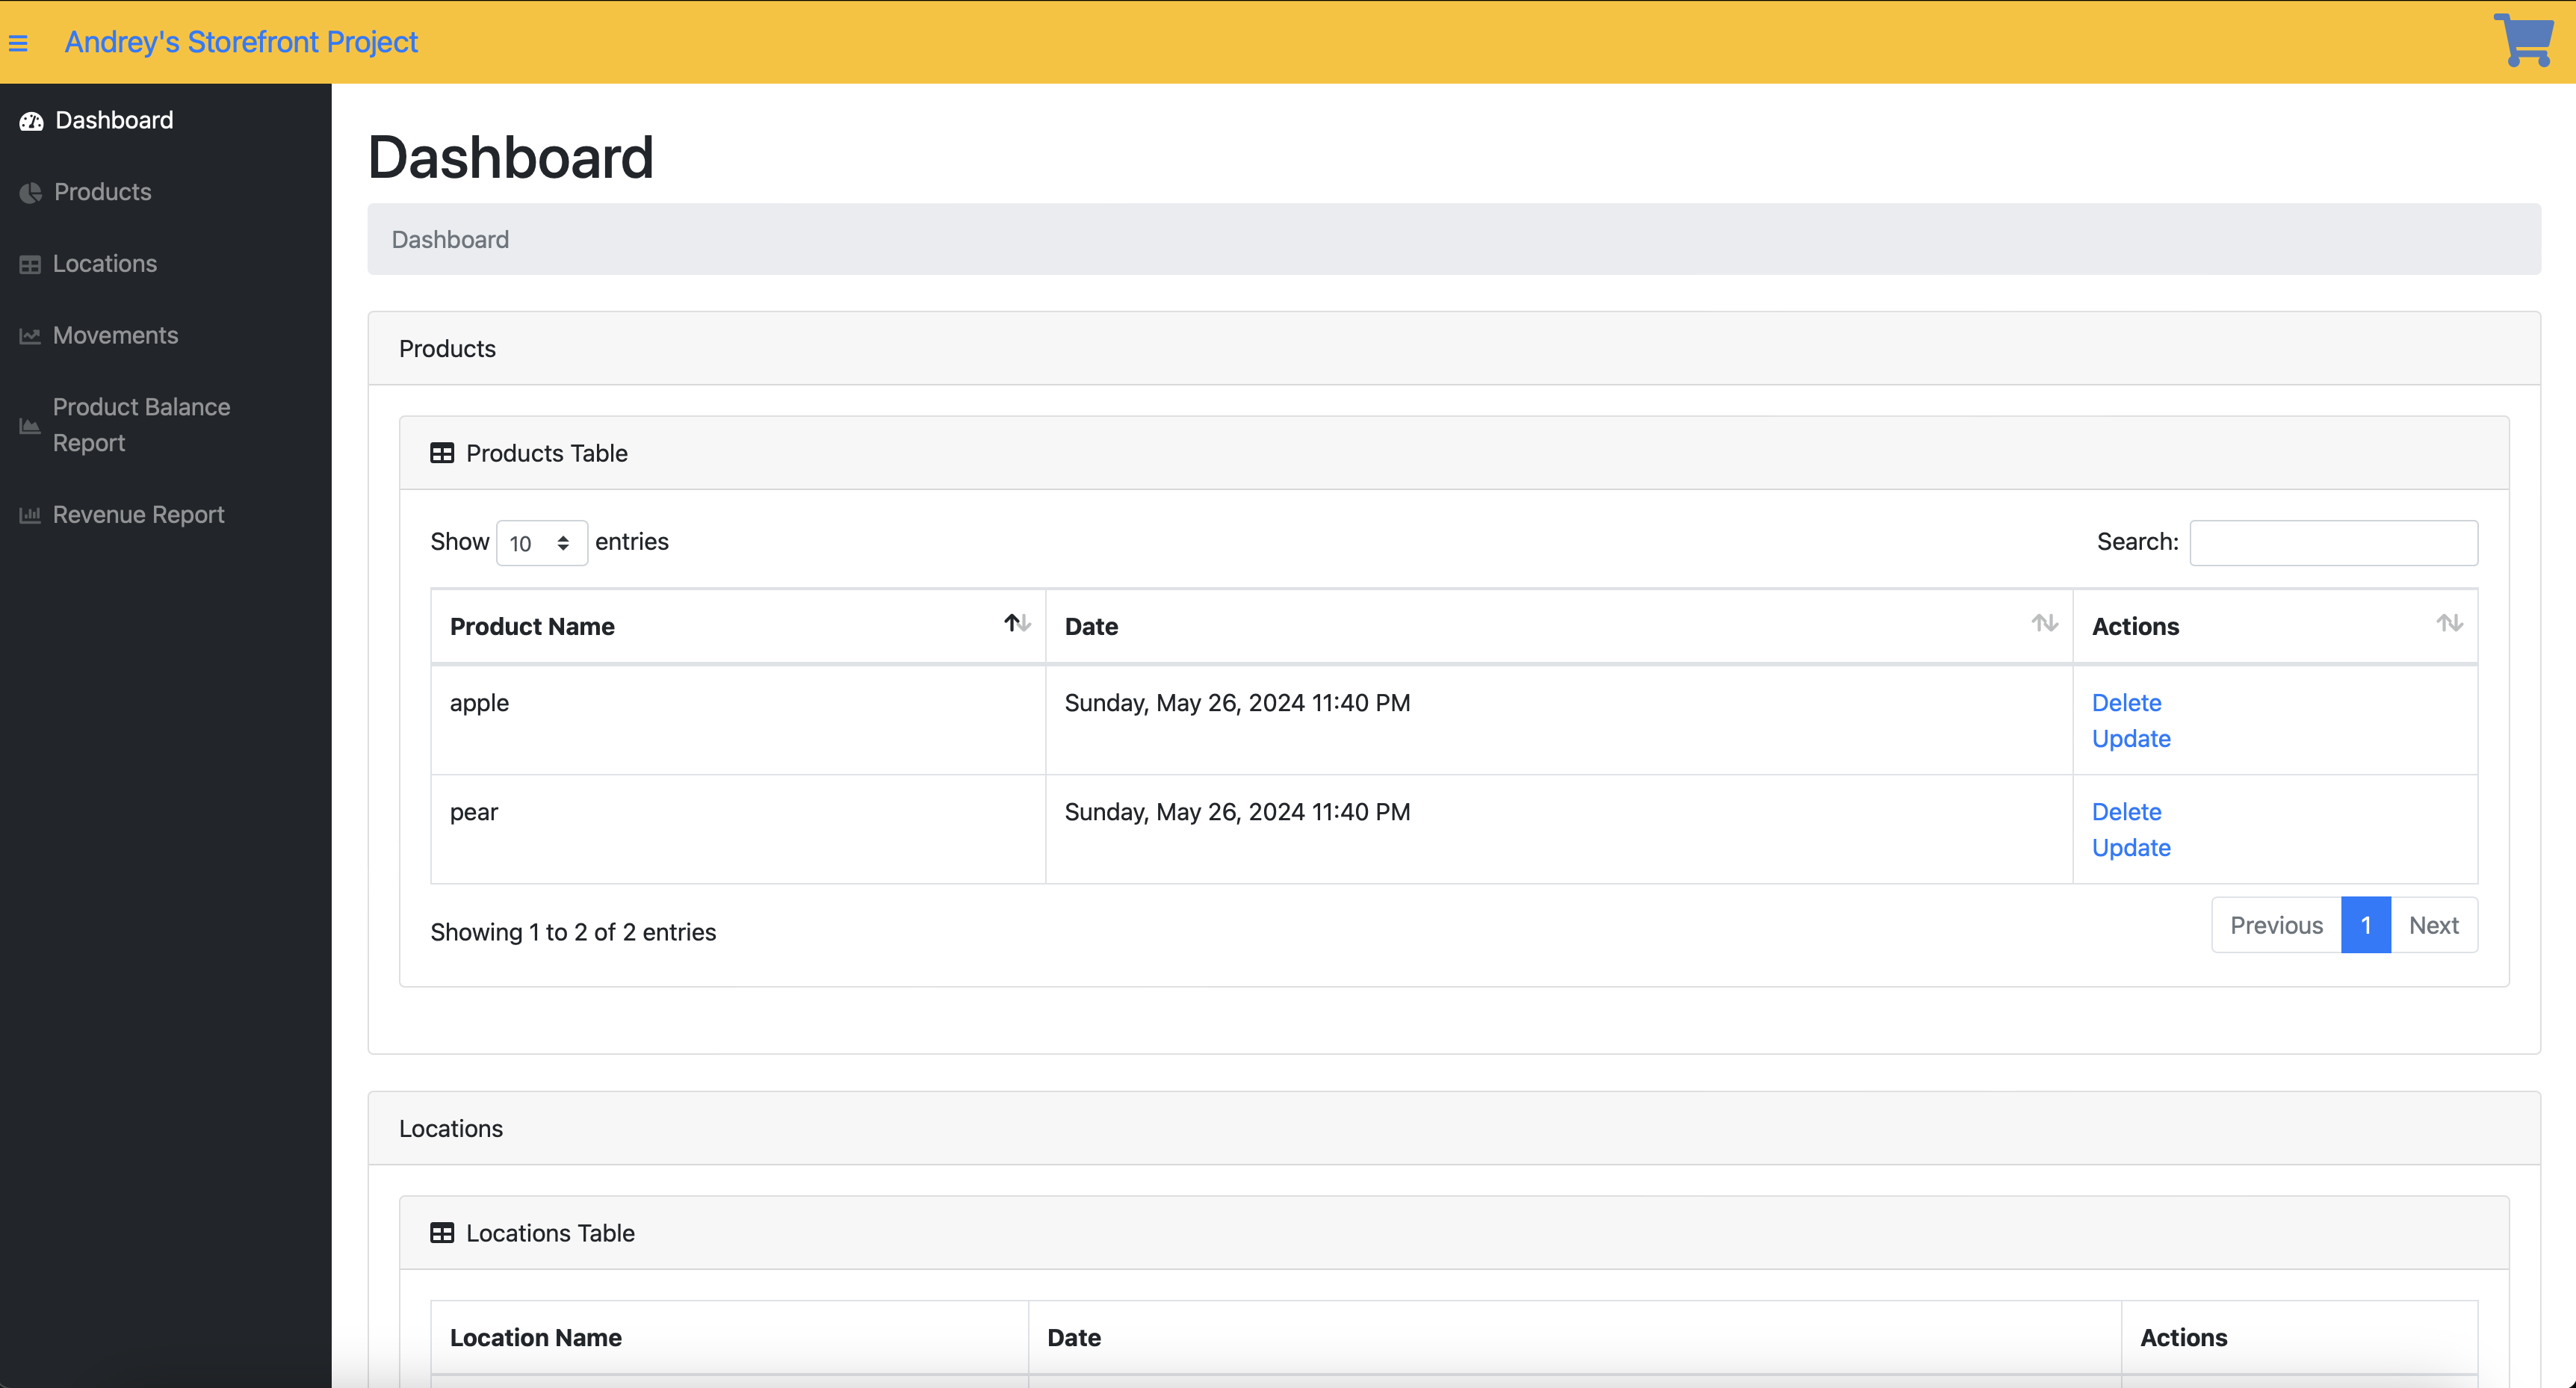 Andrey's Storefront Project
Dashboard
Products
Locations
Movements
Product Balance
Report
Revenue Report
Dashboard
Dashboard
Products
Products Table
Show 10 entries
Search:
Product Name Date Actions
apple Sunday, May 26, 2024 11:40 PM Delete
Update
pear Sunday, May 26, 2024 11:40 PM Delete
Update
Showing 1 to 2 of 2 entries
Previous 1 Next
Locations
Locations Table
Location Name Date Actions